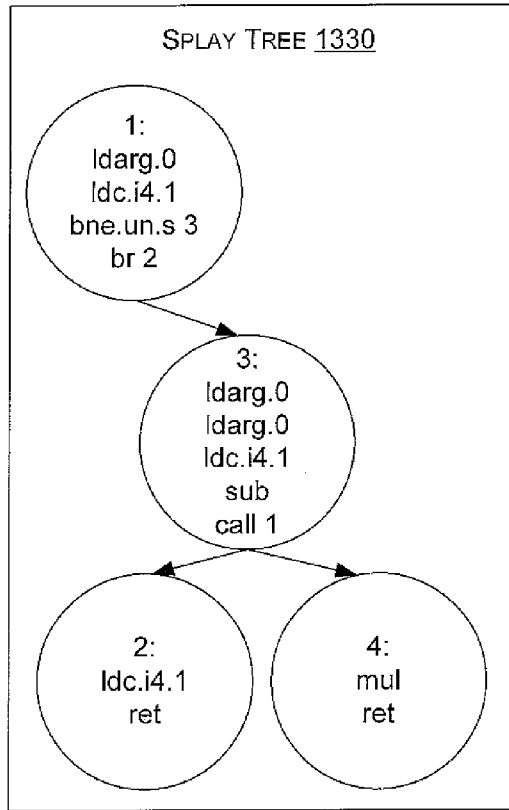 SPLAY TREE 1330
1:
ldarg.0
ldc.i4.1
bne.un.s 3
br 2
3:
ldarg.0
ldarg.0
ldc.i4.1
sub
call 1
2:
ldc.i4.1
ret
4:
mul
ret